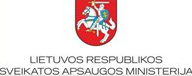 LIETUVOS RESPUBLIKOS
SVEIKATOS APSAUGOS MINISTERIJA